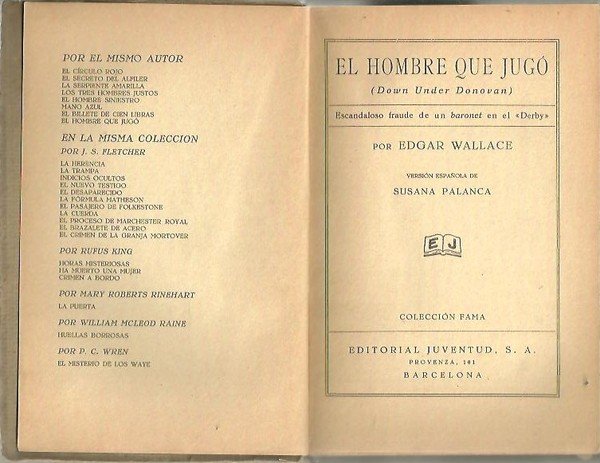 POR EL MISMO AUTOR
EL CÍRCULO ROJO
EL SECRETO DEL ALFILER
LA SERPIENTE AMARILLA
LOS TRES HOMBRES JUSTOS
EL HOMBRE SINIESTRO
MANO AZUL
EL BILLETE DE CIEN LIBRAS
EL HOMBRE QUE JUGÓ
EN LA MISMA COLECCION
POR J. S. FLETCHER
LA HERENCIA
LA TRAMPA
INDICIOS OCULTOS
EL NUEVO TESTIGO
EL DESAPARECIDO
LA FÓRMULA MATHESON
EL PASAJERO DE FOLKESTONE
LA CUERDA
EL PROCESO DE MARCHESTER ROYAL
EL BRAZALETE DE ACERO
EL CRIMEN DE LA GRANJA MORTOVER
POR RUFUS KING
HORAS MISTERIOSAS
HA MUERTO UNA MUJER
CRIMEN A BORDO
POR MARY ROBERTS RINEHART
LA PUERTA
POR WILLIAM MCLEOD RAINE
HUELLAS BORROSAS
POR P. C. WREN
EL MISTERIO DE LOS WAYE
EL HOMBRE QUE JUGÓ
(Down Under Donovan)
Escandaloso fraude de un baronet en el «Derby»
POR EDGAR WALLACE
VERSIÓN ESPAÑOLA DE
SUSANA PALANCA
E J
COLECCIÓN FAMA
EDITORIAL JUVENTUD, S. A.
PROVENZA, 101
BARCELONA